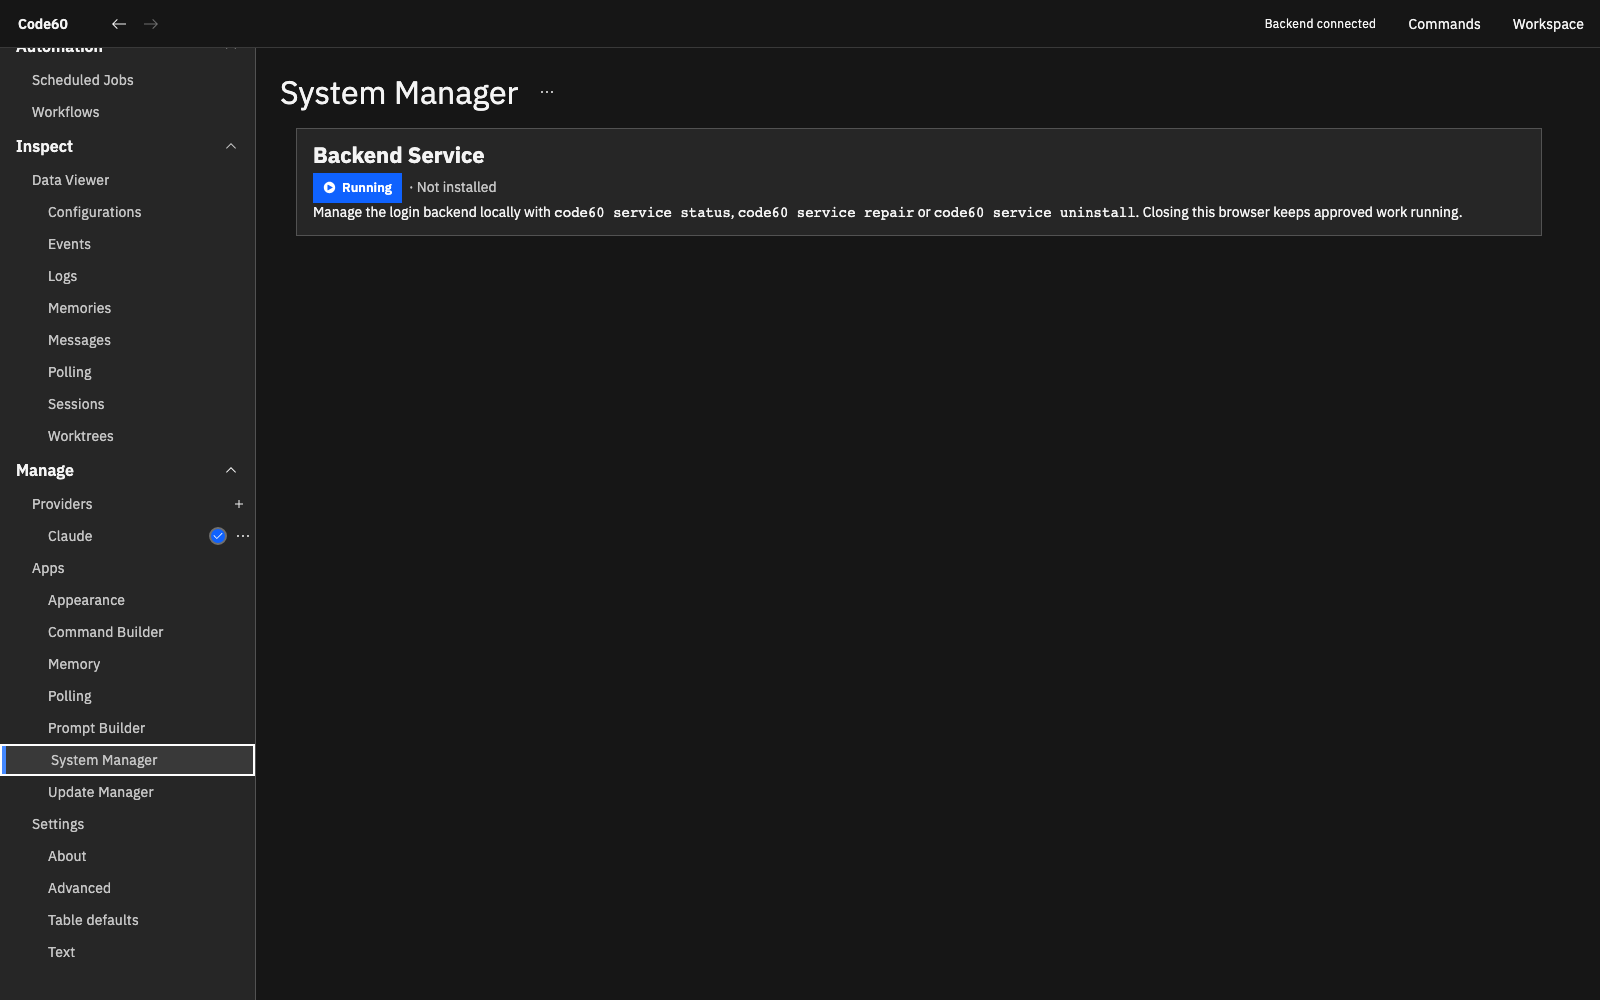 Code60
Backend connected
Commands
Workspace
Automation
Scheduled Jobs
Workflows
Inspect
Data Viewer
Configurations
Events
Logs
Memories
Messages
Polling
Sessions
Worktrees
Manage
Providers
Claude
Apps
Appearance
Command Builder
Memory
Polling
Prompt Builder
System Manager
Update Manager
Settings
About
Advanced
Table defaults
Text
System Manager
Backend Service
Running · Not installed
Manage the login backend locally with code60 service status, code60 service repair or code60 service uninstall. Closing this browser keeps approved work running.